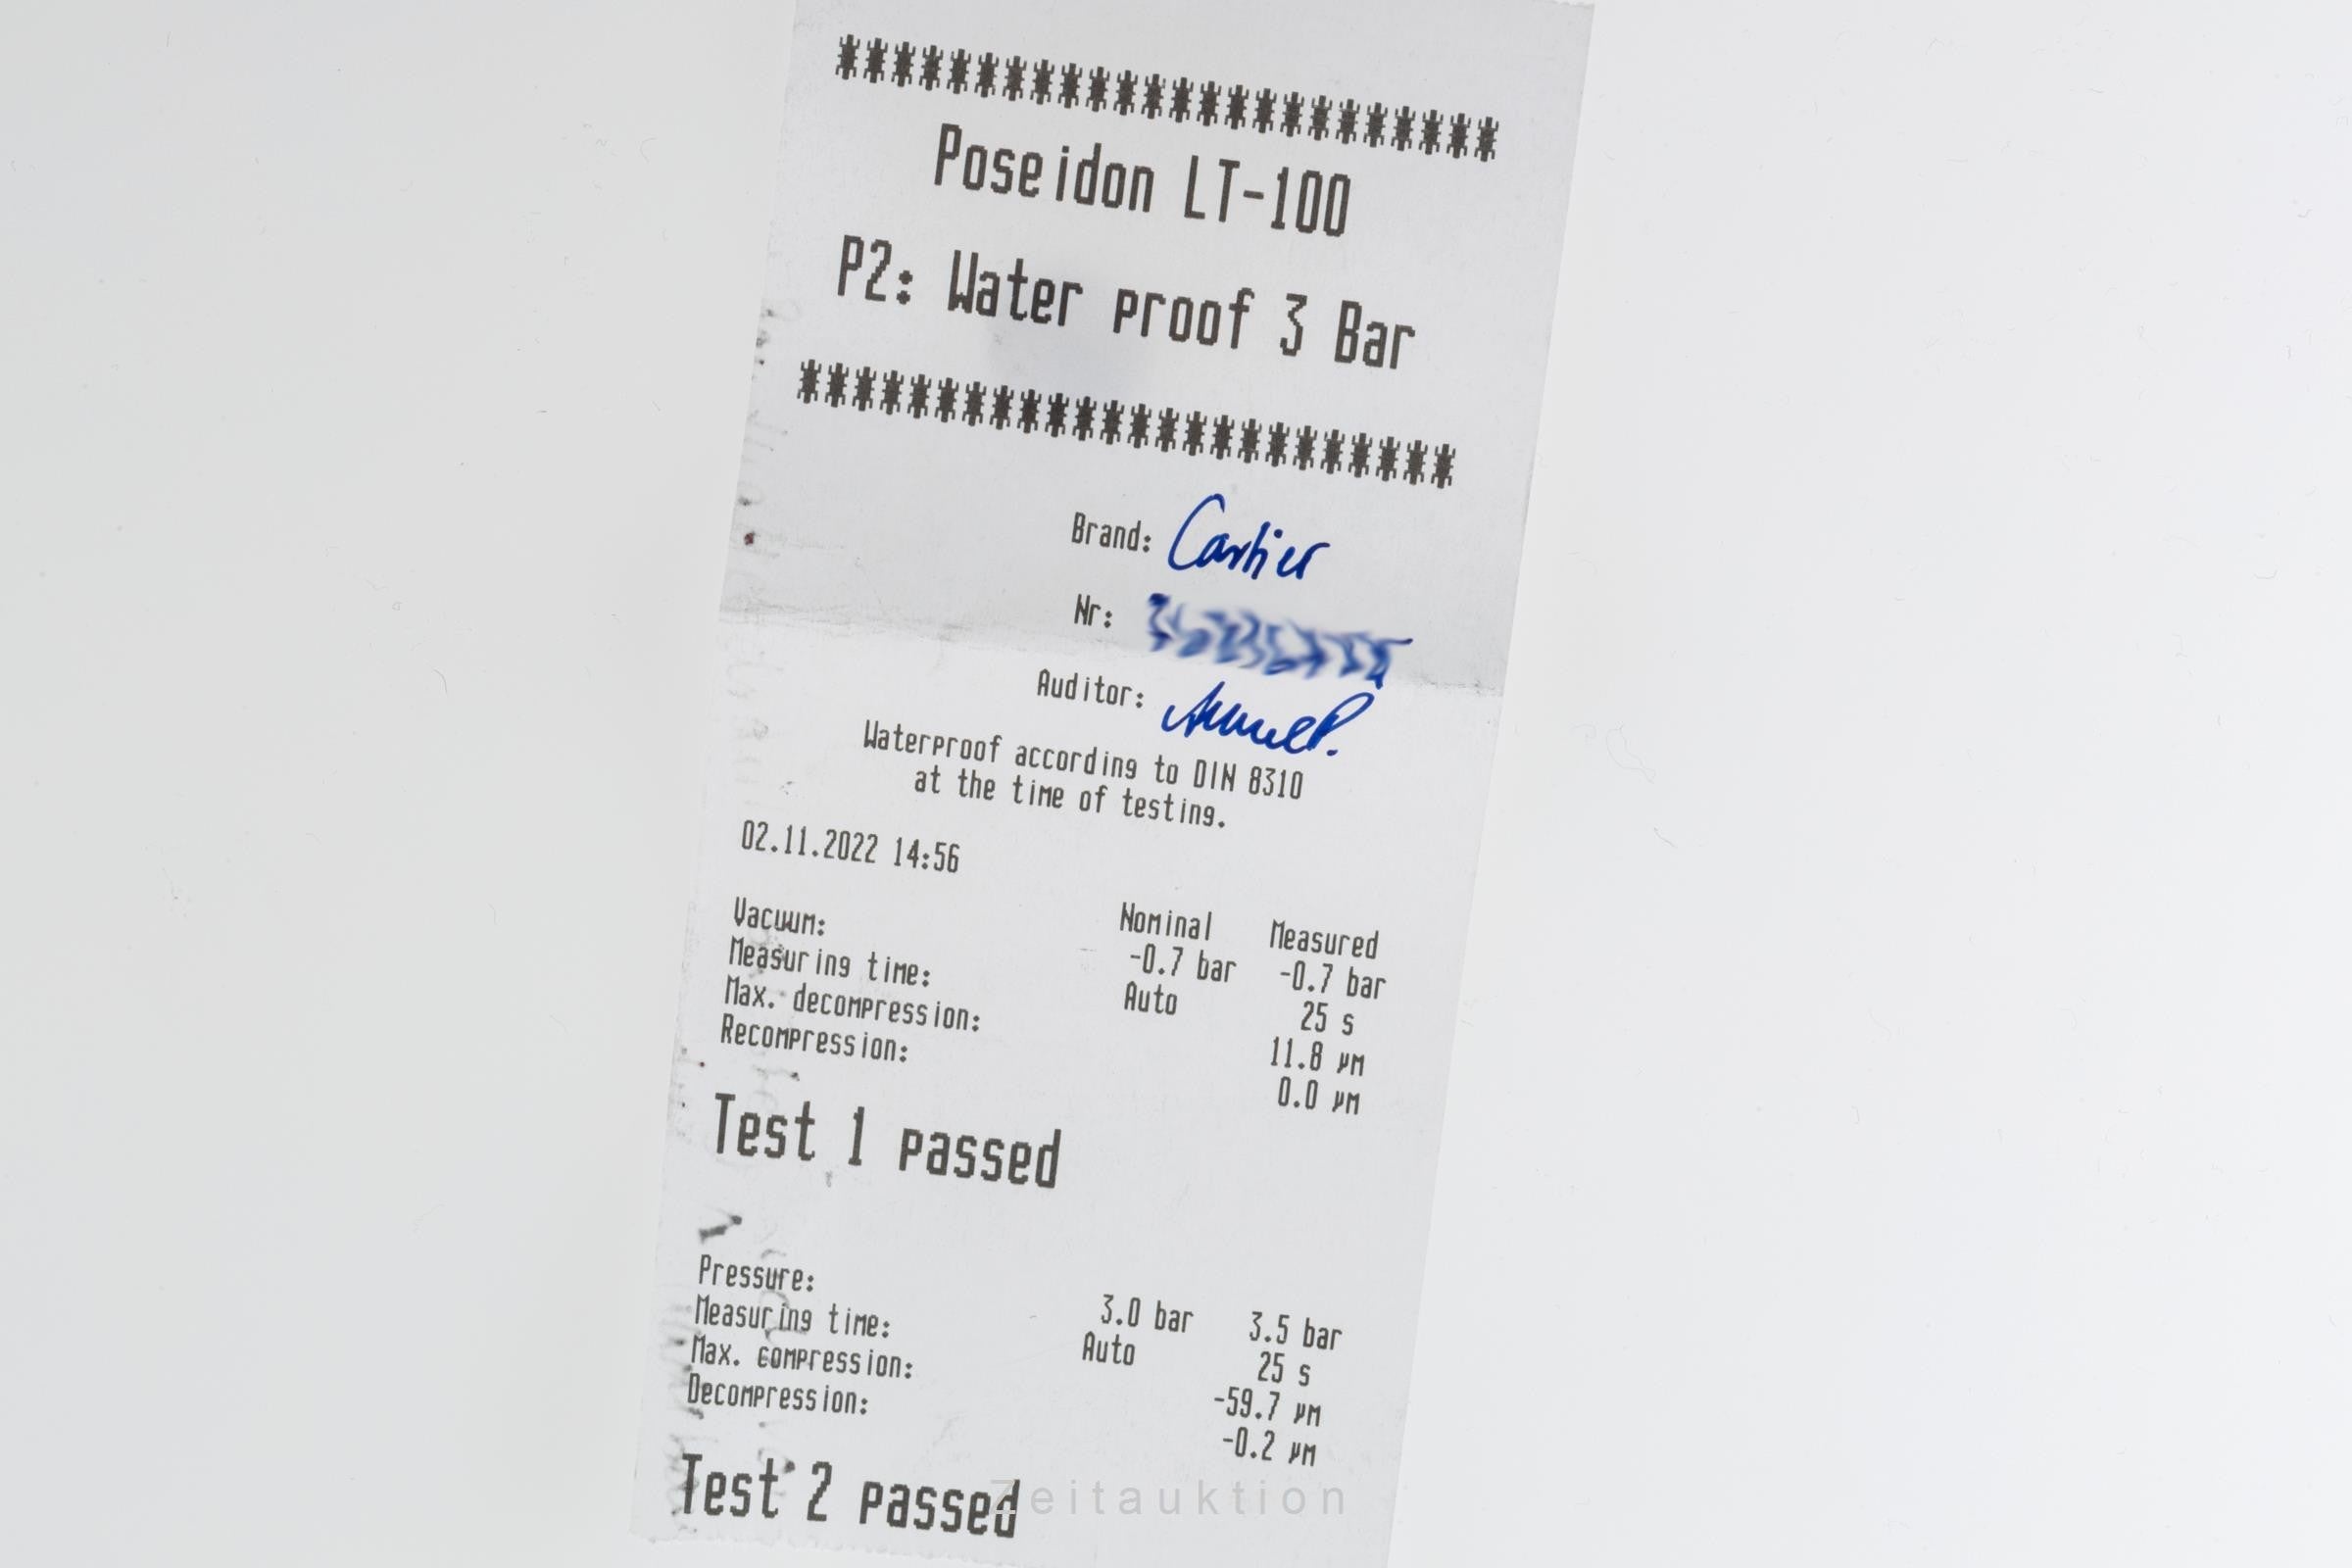 ************************
Poseidon LT-100
P2: Water proof 3 Bar
************************
Brand: Cartier
Nr:
Auditor:
Waterproof according to DIN 8310
at the time of testing.
02.11.2022 14:56
Nominal Measured
Vacuum: -0.7 bar -0.7 bar
Measuring time: Auto 25 s
Max. decompression: 11.8 µm
Recompression: 0.0 µm
Test 1 passed
Pressure: 3.0 bar 3.5 bar
Measuring time: Auto 25 s
Max. compression: -59.7 µm
Decompression: -0.2 µm
Test 2 passed
Zeitauktion